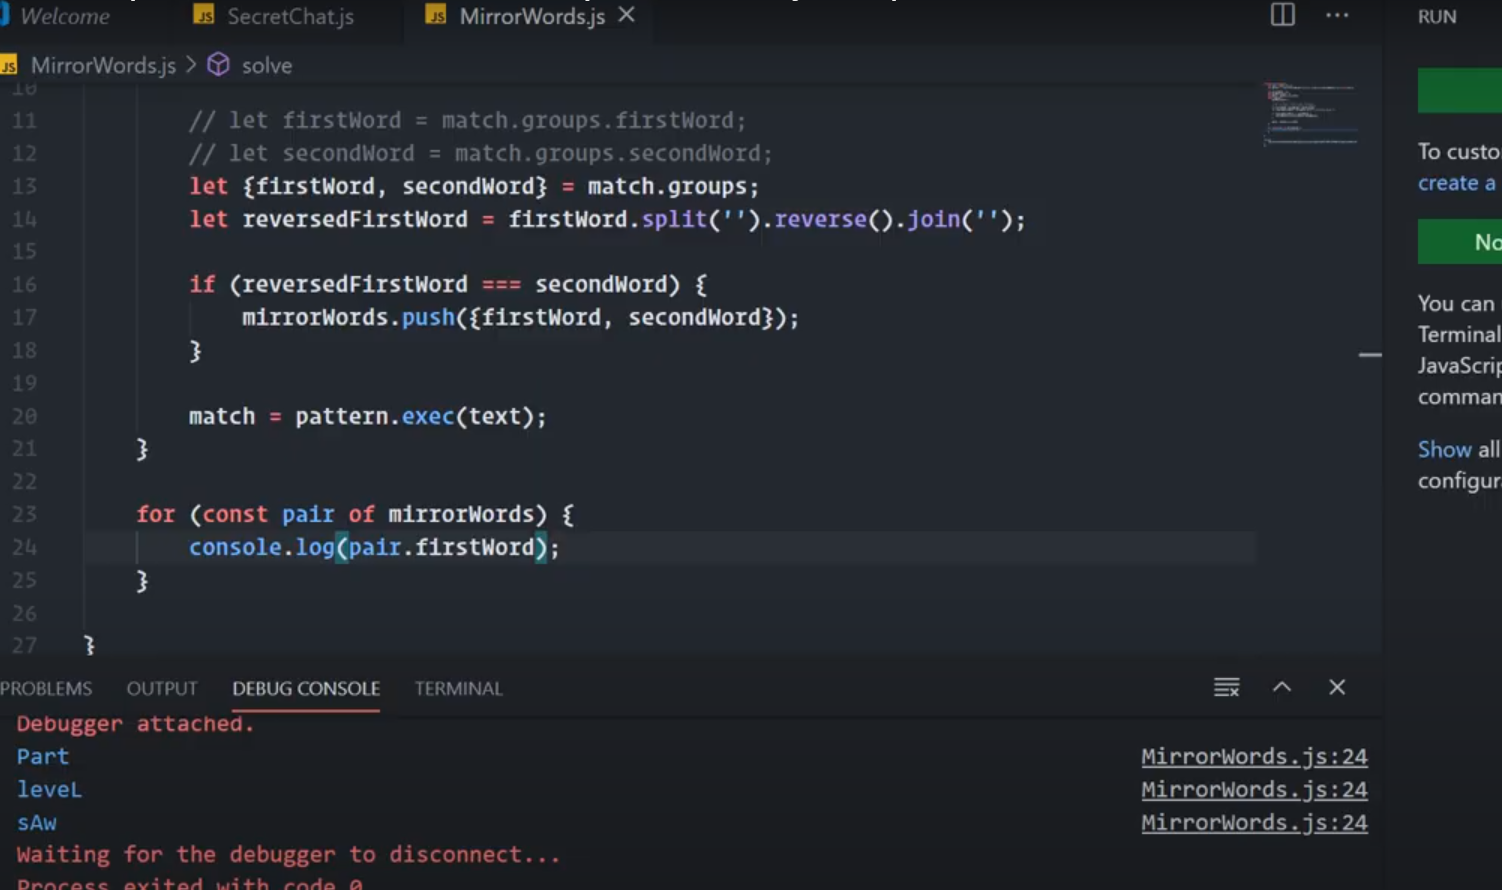 Welcome
JS SecretChat.js
JS MirrorWords.js
RUN
JS MirrorWords.js > solve
10
11 // let firstWord = match.groups.firstWord;
12 // let secondWord = match.groups.secondWord;
13 let {firstWord, secondWord} = match.groups;
14 let reversedFirstWord = firstWord.split('').reverse().join('');
15
16 if (reversedFirstWord === secondWord) {
17 mirrorWords.push({firstWord, secondWord});
18 }
19
20 match = pattern.exec(text);
21 }
22
23 for (const pair of mirrorWords) {
24 console.log(pair.firstWord);
25 }
26
27 }
To custo
create a
No
You can
Terminal
JavaScrip
comman
Show all
configur
PROBLEMS OUTPUT DEBUG CONSOLE TERMINAL
Debugger attached.
Part MirrorWords.js:24
leveL MirrorWords.js:24
sAw MirrorWords.js:24
Waiting for the debugger to disconnect...
Process exited with code 0